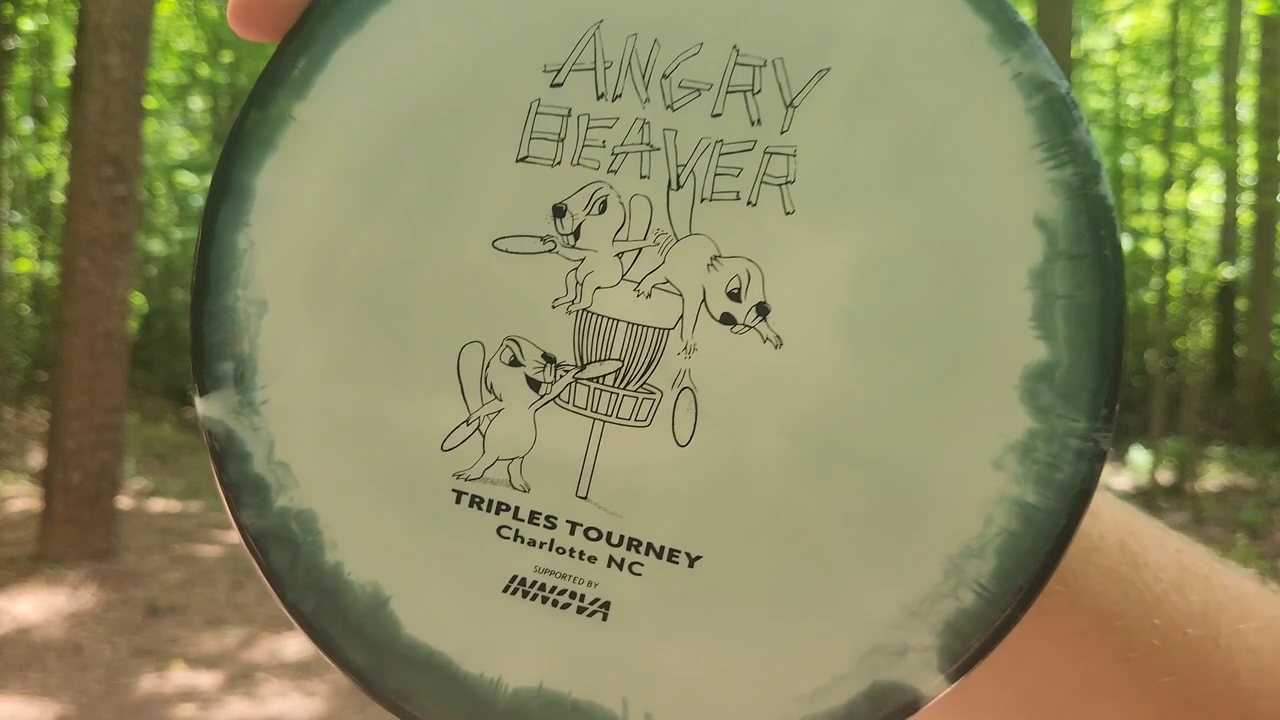 ANGRY
BEAVER
TRIPLES TOURNEY
Charlotte NC
SUPPORTED BY
INNOVA